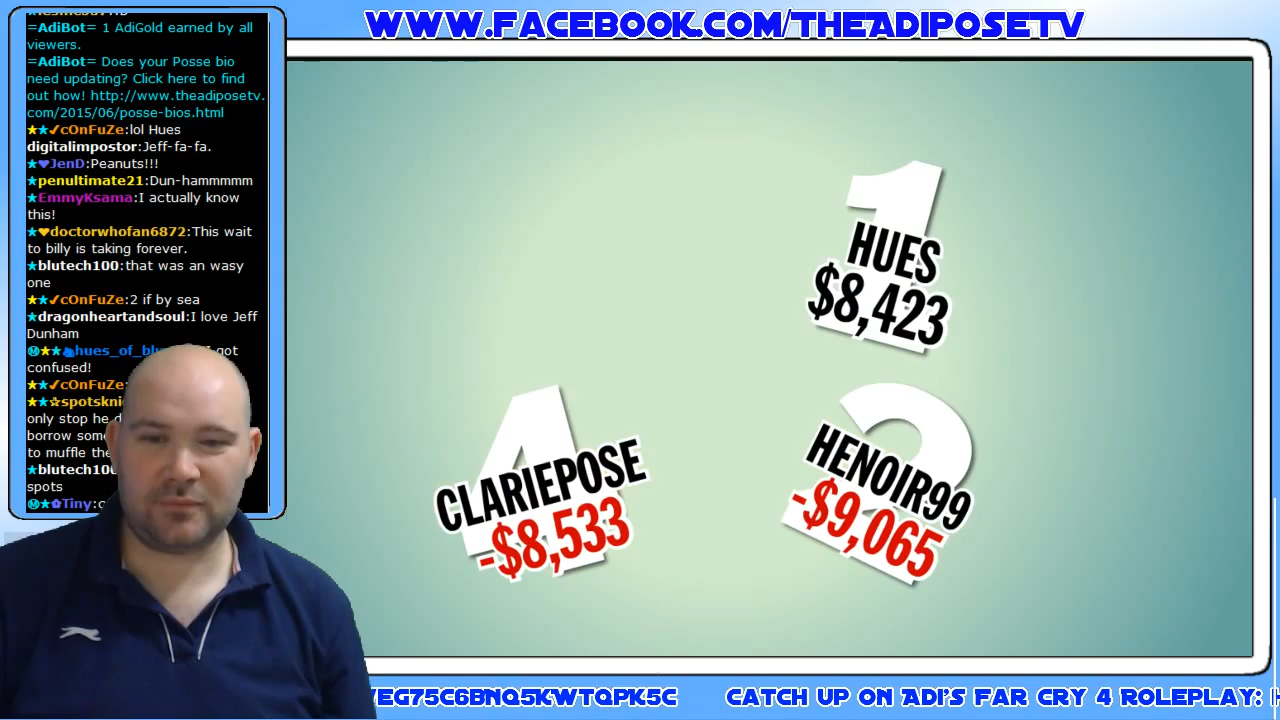 WWW.FACEBOOK.COM/THEADIPOSETV
=AdiBot= 1 AdiGold earned by all
viewers.
=AdiBot= Does your Posse bio
need updating? Click here to find
out how! http://www.theadiposetv.
com/2015/06/posse-bios.html
cOnFuZe:lol Hues
digitalimpostor:Jeff-fa-fa.
JenD:Peanuts!!!
penultimate21:Dun-hammmmm
EmmyKsama:I actually know
this!
doctorwhofan6872:This wait
to billy is taking forever.
blutech100:that was an wasy
one
cOnFuZe:2 if by sea
dragonheartandsoul:I love Jeff
Dunham
hues_of_bl got
confused!
cOnFuZe:
spotskni
only stop he
borrow som
to muffle the
blutech100
spots
Tiny:
1
HUES
$8,423
4
CLARIEPOSE
-$8,533
2
HENOIR99
-$9,065
EG75C6BNQ5KWTQPK5C CATCH UP ON ADI'S FAR CRY 4 ROLEPLAY: